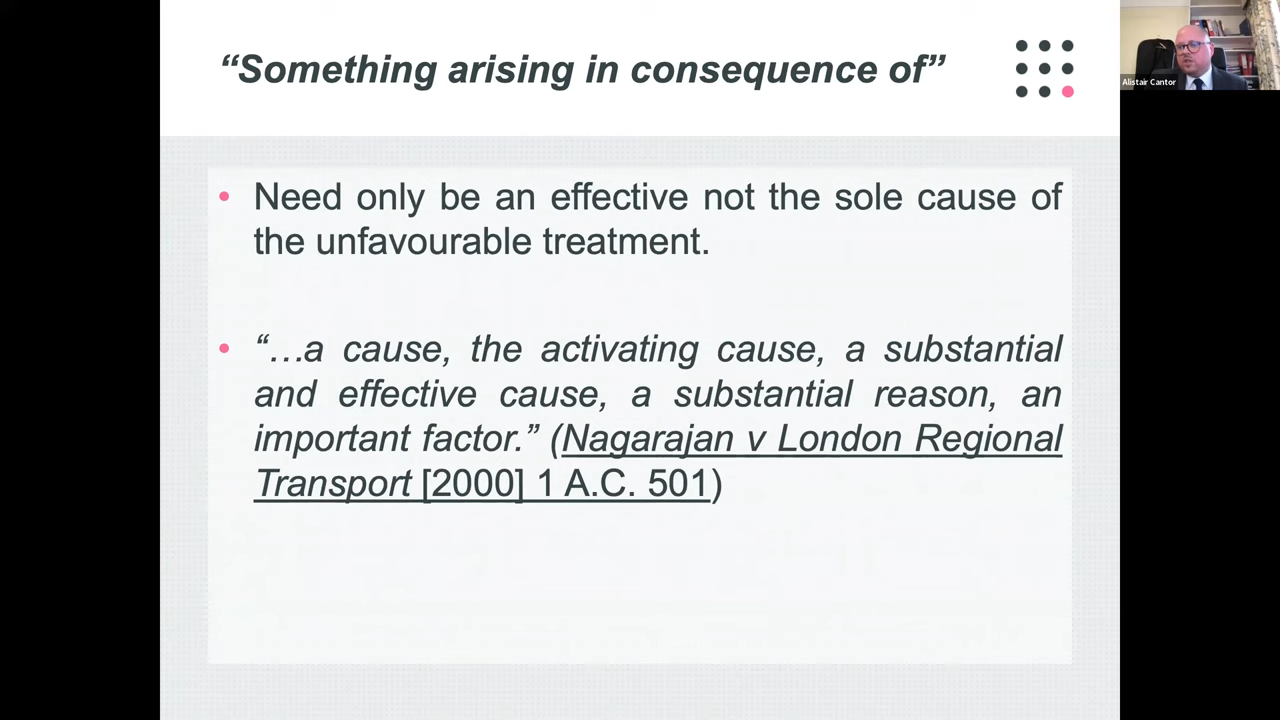 “Something arising in consequence of”
Alistair Cantor
• Need only be an effective not the sole cause of
the unfavourable treatment.
• “…a cause, the activating cause, a substantial
and effective cause, a substantial reason, an
important factor.” (Nagarajan v London Regional
Transport [2000] 1 A.C. 501)